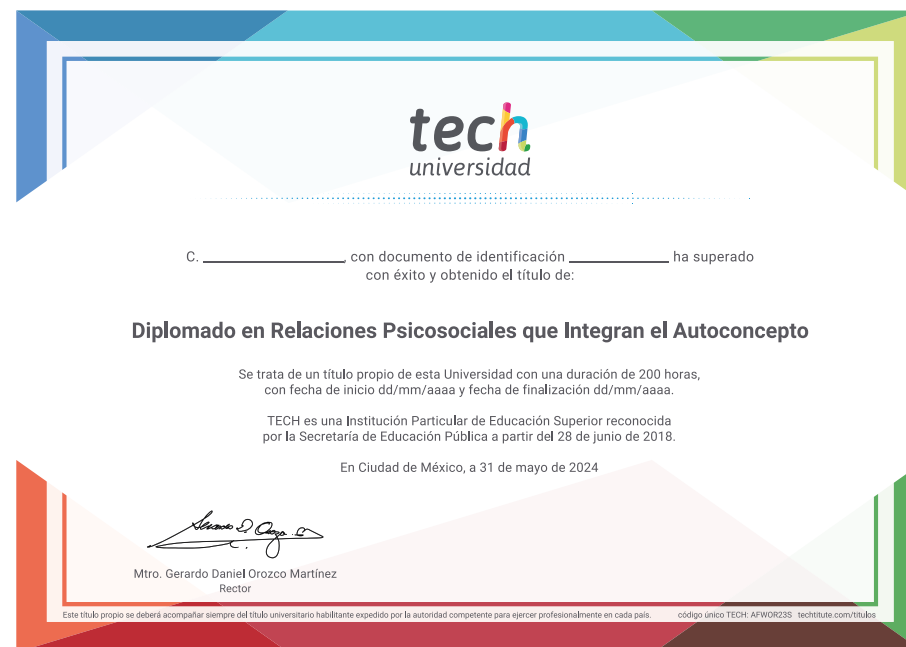 tech
universidad
C. ____________, con documento de identificación ____________ ha superado
con éxito y obtenido el título de:
Diplomado en Relaciones Psicosociales que Integran el Autoconcepto
Se trata de un título propio de esta Universidad con una duración de 200 horas,
con fecha de inicio dd/mm/aaaa y fecha de finalización dd/mm/aaaa.
TECH es una Institución Particular de Educación Superior reconocida
por la Secretaría de Educación Pública a partir del 28 de junio de 2018.
En Ciudad de México, a 31 de mayo de 2024
Mtro. Gerardo Daniel Orozco Martínez
Rector
Este título propio se deberá acompañar siempre del título universitario habilitante expedido por la autoridad competente para ejercer profesionalmente en cada país. código único TECH: AFWOR23S techtitute.com/titulos